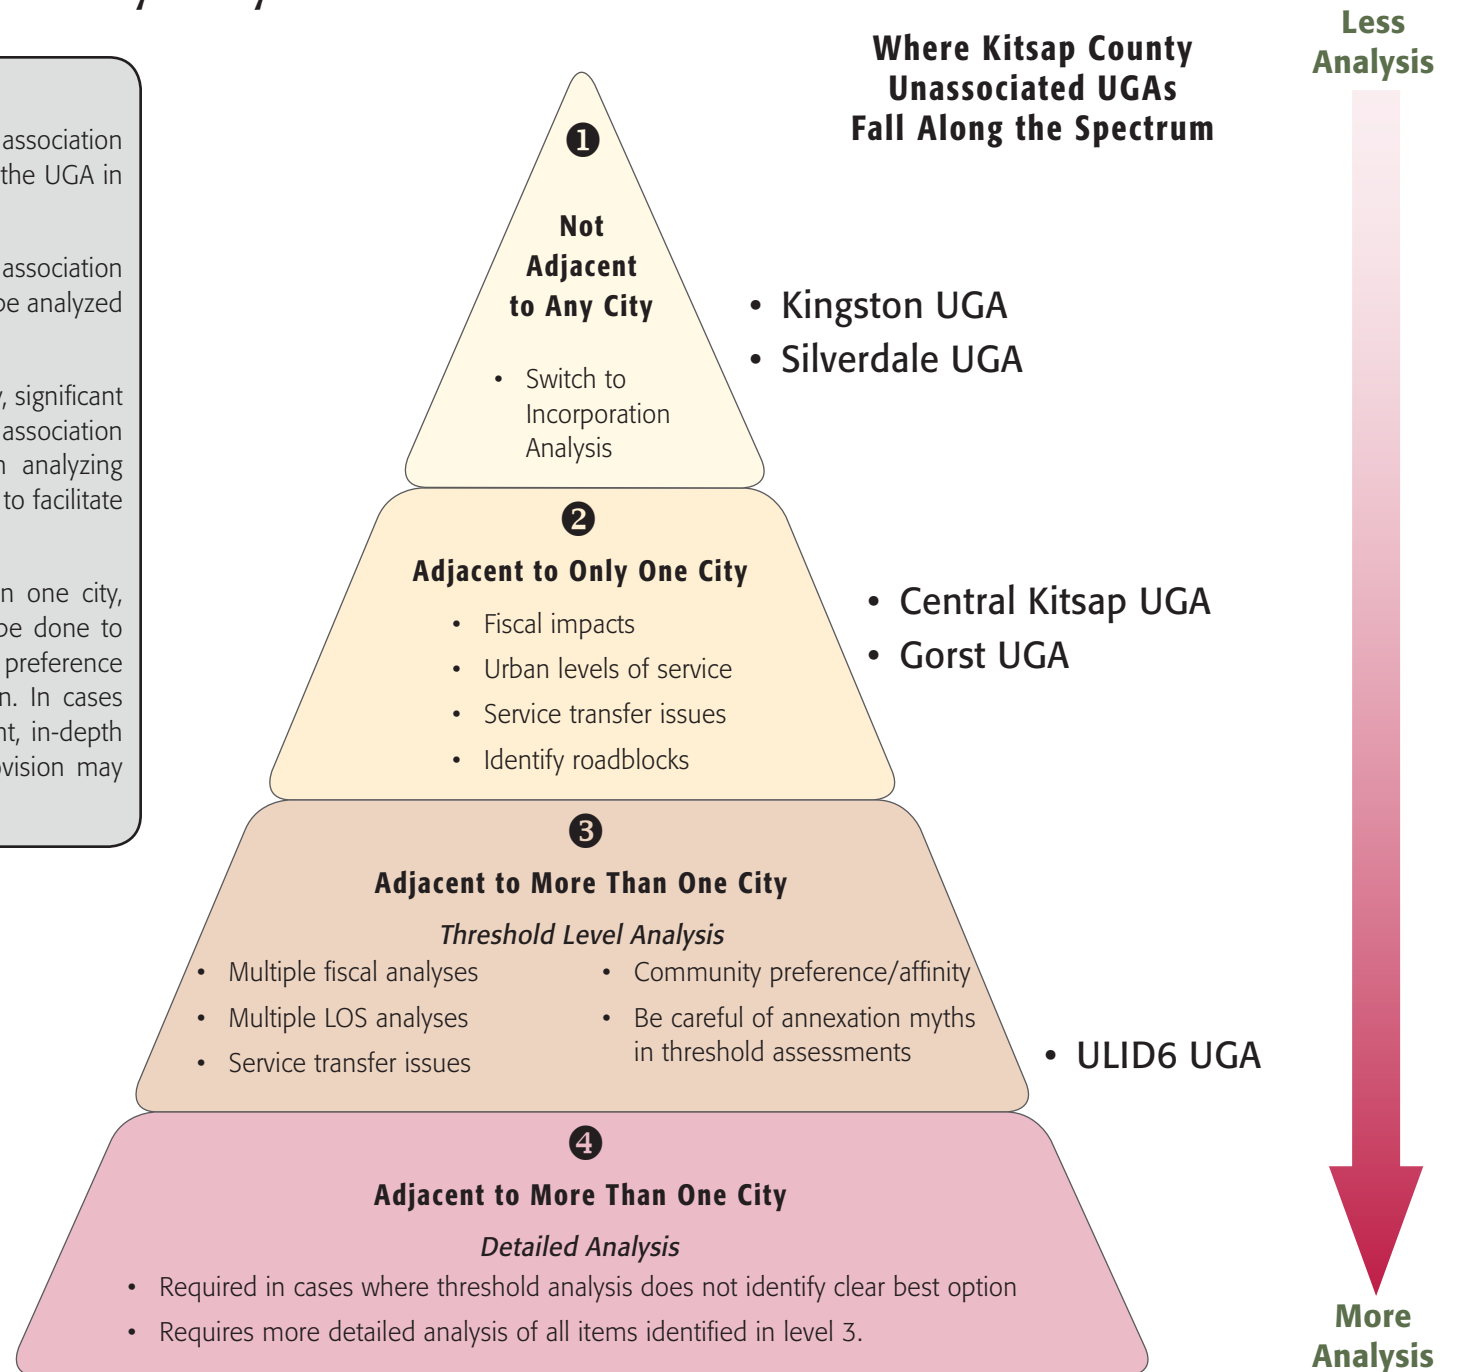 association
the UGA in
association
be analyzed
, significant
association
analyzing
to facilitate
one city,
be done to
preference
In cases
in-depth
may
Where Kitsap County
Unassociated UGAs
Fall Along the Spectrum
Less
Analysis
❶
Not
Adjacent
to Any City
• Switch to
Incorporation
Analysis
• Kingston UGA
• Silverdale UGA
❷
Adjacent to Only One City
• Fiscal impacts
• Urban levels of service
• Service transfer issues
• Identify roadblocks
• Central Kitsap UGA
• Gorst UGA
❸
Adjacent to More Than One City
Threshold Level Analysis
• Multiple fiscal analyses
• Multiple LOS analyses
• Service transfer issues
• Community preference/affinity
• Be careful of annexation myths
in threshold assessments
• ULID6 UGA
❹
Adjacent to More Than One City
Detailed Analysis
• Required in cases where threshold analysis does not identify clear best option
• Requires more detailed analysis of all items identified in level 3.
More
Analysis